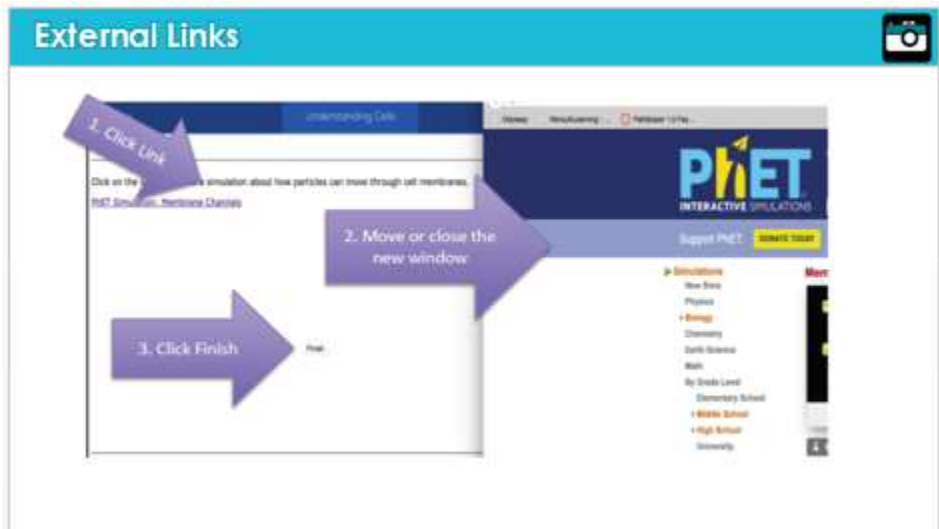 External Links
Understanding Cells
1. Click Link
Click on the simulation about how particles can move through cell membranes.
PhET Simulation: Membrane Channels
2. Move or close the
new window
3. Click Finish
Finish
PhET
INTERACTIVE SIMULATIONS
Support PhET
DONATE TODAY
Simulations
New Sims
Physics
Biology
Chemistry
Earth Science
Math
By Grade Level
Elementary School
Middle School
High School
University
Mem